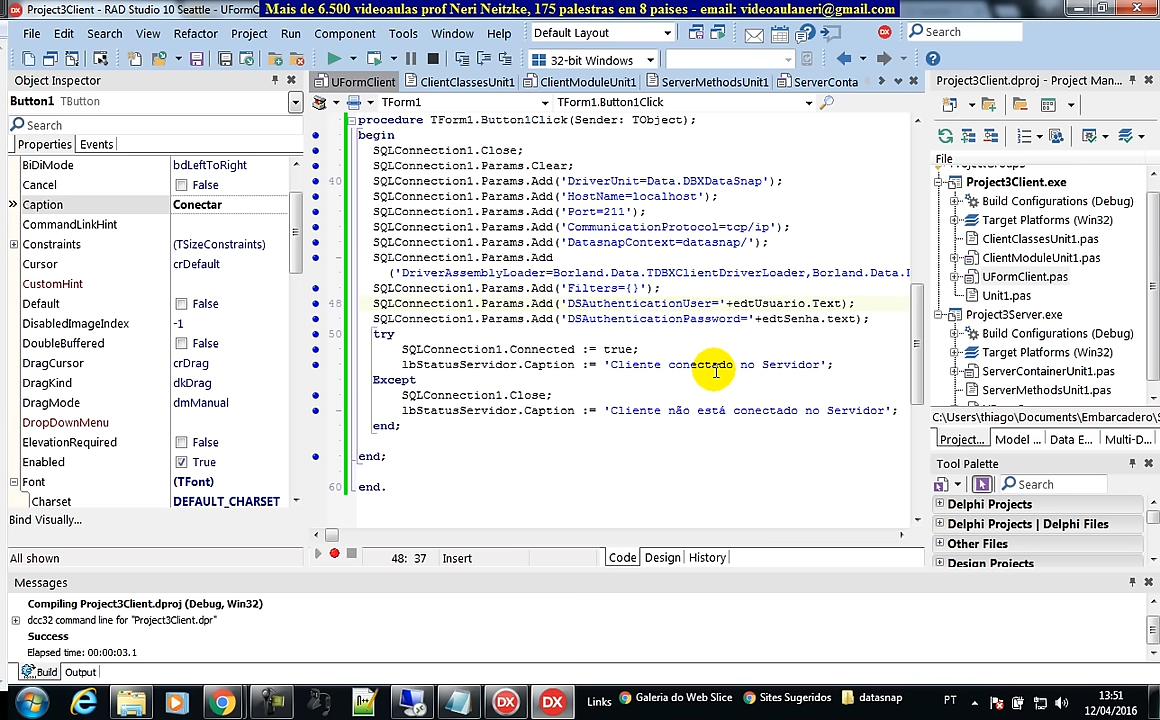 Project3Client - RAD Studio 10 Seattle - UFormC
Mais de 6.500 videoaulas prof Neri Neitzke, 175 palestras em 8 paises - email: videoaulaneri@gmail.com
File Edit Search View Refactor Project Run Component Tools Window Help
Default Layout
Search
32-bit Windows
Object Inspector
Button1 TButton
Search
Properties Events
BiDiMode bdLeftToRight
Cancel False
Caption Conectar
CommandLinkHint
Constraints (TSizeConstraints)
Cursor crDefault
CustomHint
Default False
DisabledImageIndex -1
DoubleBuffered False
DragCursor crDrag
DragKind dkDrag
DragMode dmManual
DropDownMenu
ElevationRequired False
Enabled True
Font (TFont)
Charset DEFAULT_CHARSET
Bind Visually...
All shown
UFormClient ClientClassesUnit1 ClientModuleUnit1 ServerMethodsUnit1 ServerConta
TForm1 TForm1.Button1Click
procedure TForm1.Button1Click(Sender: TObject);
begin
SQLConnection1.Close;
SQLConnection1.Params.Clear;
40 SQLConnection1.Params.Add('DriverUnit=Data.DBXDataSnap');
SQLConnection1.Params.Add('HostName=localhost');
SQLConnection1.Params.Add('Port=211');
SQLConnection1.Params.Add('CommunicationProtocol=tcp/ip');
SQLConnection1.Params.Add('DatasnapContext=datasnap/');
SQLConnection1.Params.Add
('DriverAssemblyLoader=Borland.Data.TDBXClientDriverLoader,Borland.Data.D
SQLConnection1.Params.Add('Filters={}');
48 SQLConnection1.Params.Add('DSAuthenticationUser='+edtUsuario.Text);
SQLConnection1.Params.Add('DSAuthenticationPassword='+edtSenha.text);
50 try
SQLConnection1.Connected := true;
lbStatusServidor.Caption := 'Cliente conectado no Servidor';
Except
SQLConnection1.Close;
lbStatusServidor.Caption := 'Cliente não está conectado no Servidor';
end;
end;
60 end.
48: 37 Insert
Code Design History
Project3Client.dproj - Project Man...
File
Project3Client.exe
Build Configurations (Debug)
Target Platforms (Win32)
ClientClassesUnit1.pas
ClientModuleUnit1.pas
UFormClient.pas
Unit1.pas
Project3Server.exe
Build Configurations (Debug)
Target Platforms (Win32)
ServerContainerUnit1.pas
ServerMethodsUnit1.pas
C:\Users\thiago\Documents\Embarcadero\S
Project... Model ... Data E... Multi-D...
Tool Palette
Search
Delphi Projects
Delphi Projects | Delphi Files
Other Files
Design Projects
Messages
Compiling Project3Client.dproj (Debug, Win32)
dcc32 command line for "Project3Client.dpr"
Success
Elapsed time: 00:00:03.1
Build Output
Links Galeria do Web Slice Sites Sugeridos datasnap
PT
13:51
12/04/2016